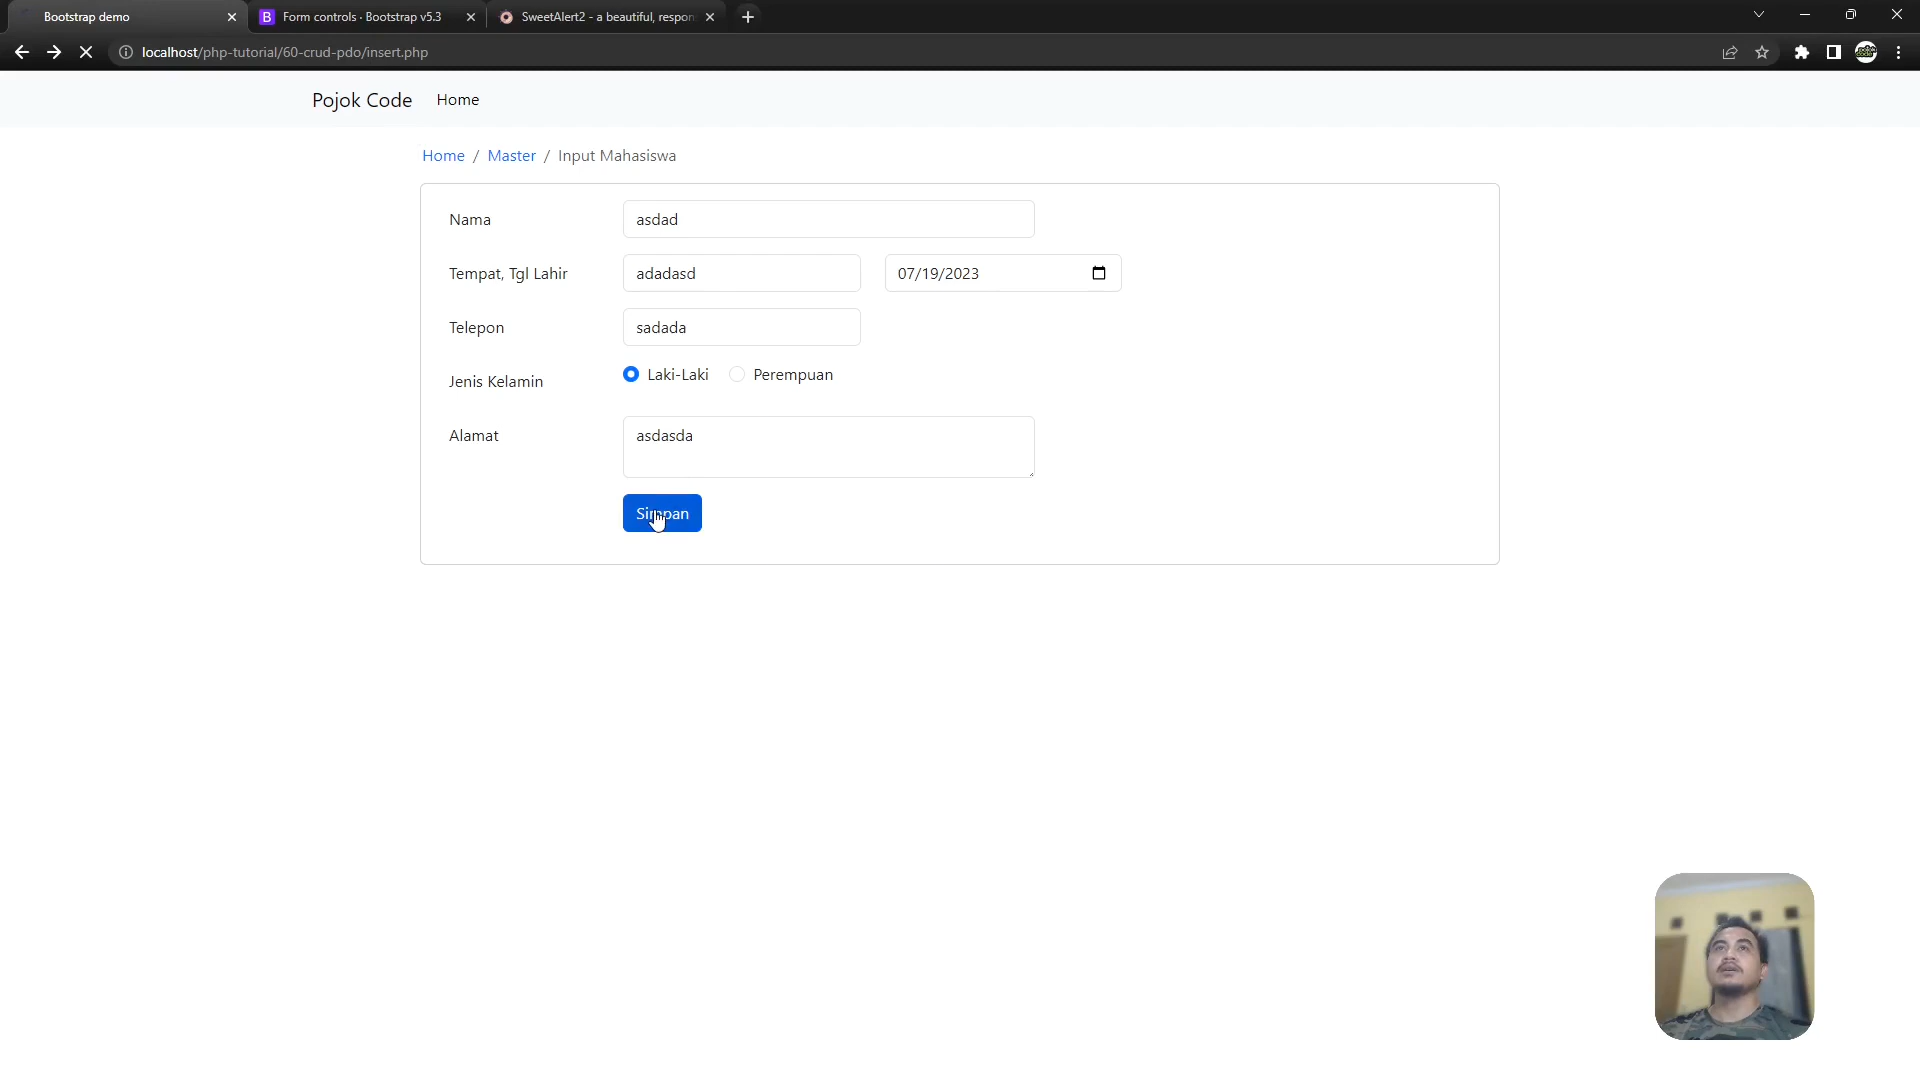 Bootstrap demo
Form controls · Bootstrap v5.3
SweetAlert2 - a beautiful, respon
localhost/php-tutorial/60-crud-pdo/insert.php
Pojok Code Home
Home / Master / Input Mahasiswa
Nama asdad
Tempat, Tgl Lahir adadasd 07/19/2023
Telepon sadada
Jenis Kelamin Laki-Laki Perempuan
Alamat asdasda
Simpan